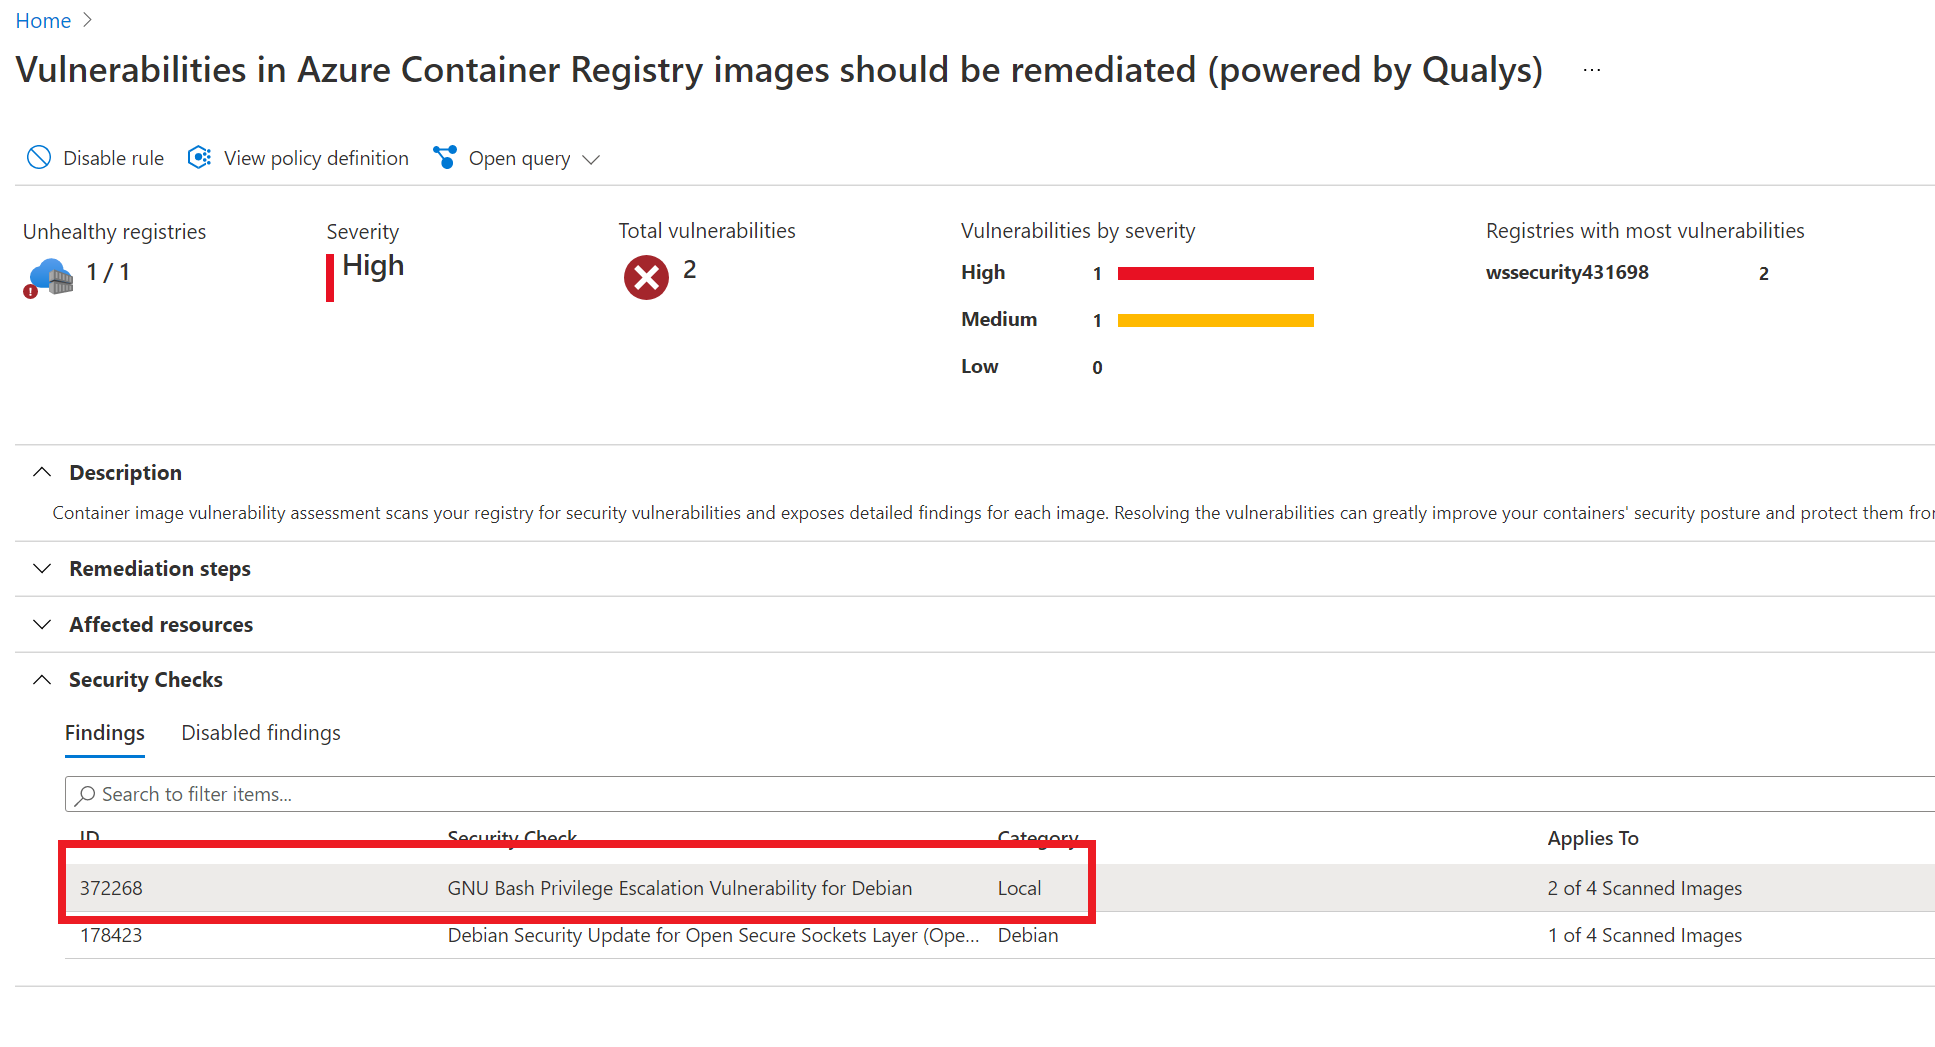 Home
Vulnerabilities in Azure Container Registry images should be remediated (powered by Qualys) ...
Disable rule View policy definition Open query
Unhealthy registries Severity Total vulnerabilities Vulnerabilities by severity Registries with most vulnerabilities
1 / 1 High 2 High 1 wssecurity431698 2
Medium 1
Low 0
Description
Container image vulnerability assessment scans your registry for security vulnerabilities and exposes detailed findings for each image. Resolving the vulnerabilities can greatly improve your containers' security posture and protect them fro
Remediation steps
Affected resources
Security Checks
Findings Disabled findings
Search to filter items...
ID Security Check Category Applies To
372268 GNU Bash Privilege Escalation Vulnerability for Debian Local 2 of 4 Scanned Images
178423 Debian Security Update for Open Secure Sockets Layer (Ope... Debian 1 of 4 Scanned Images